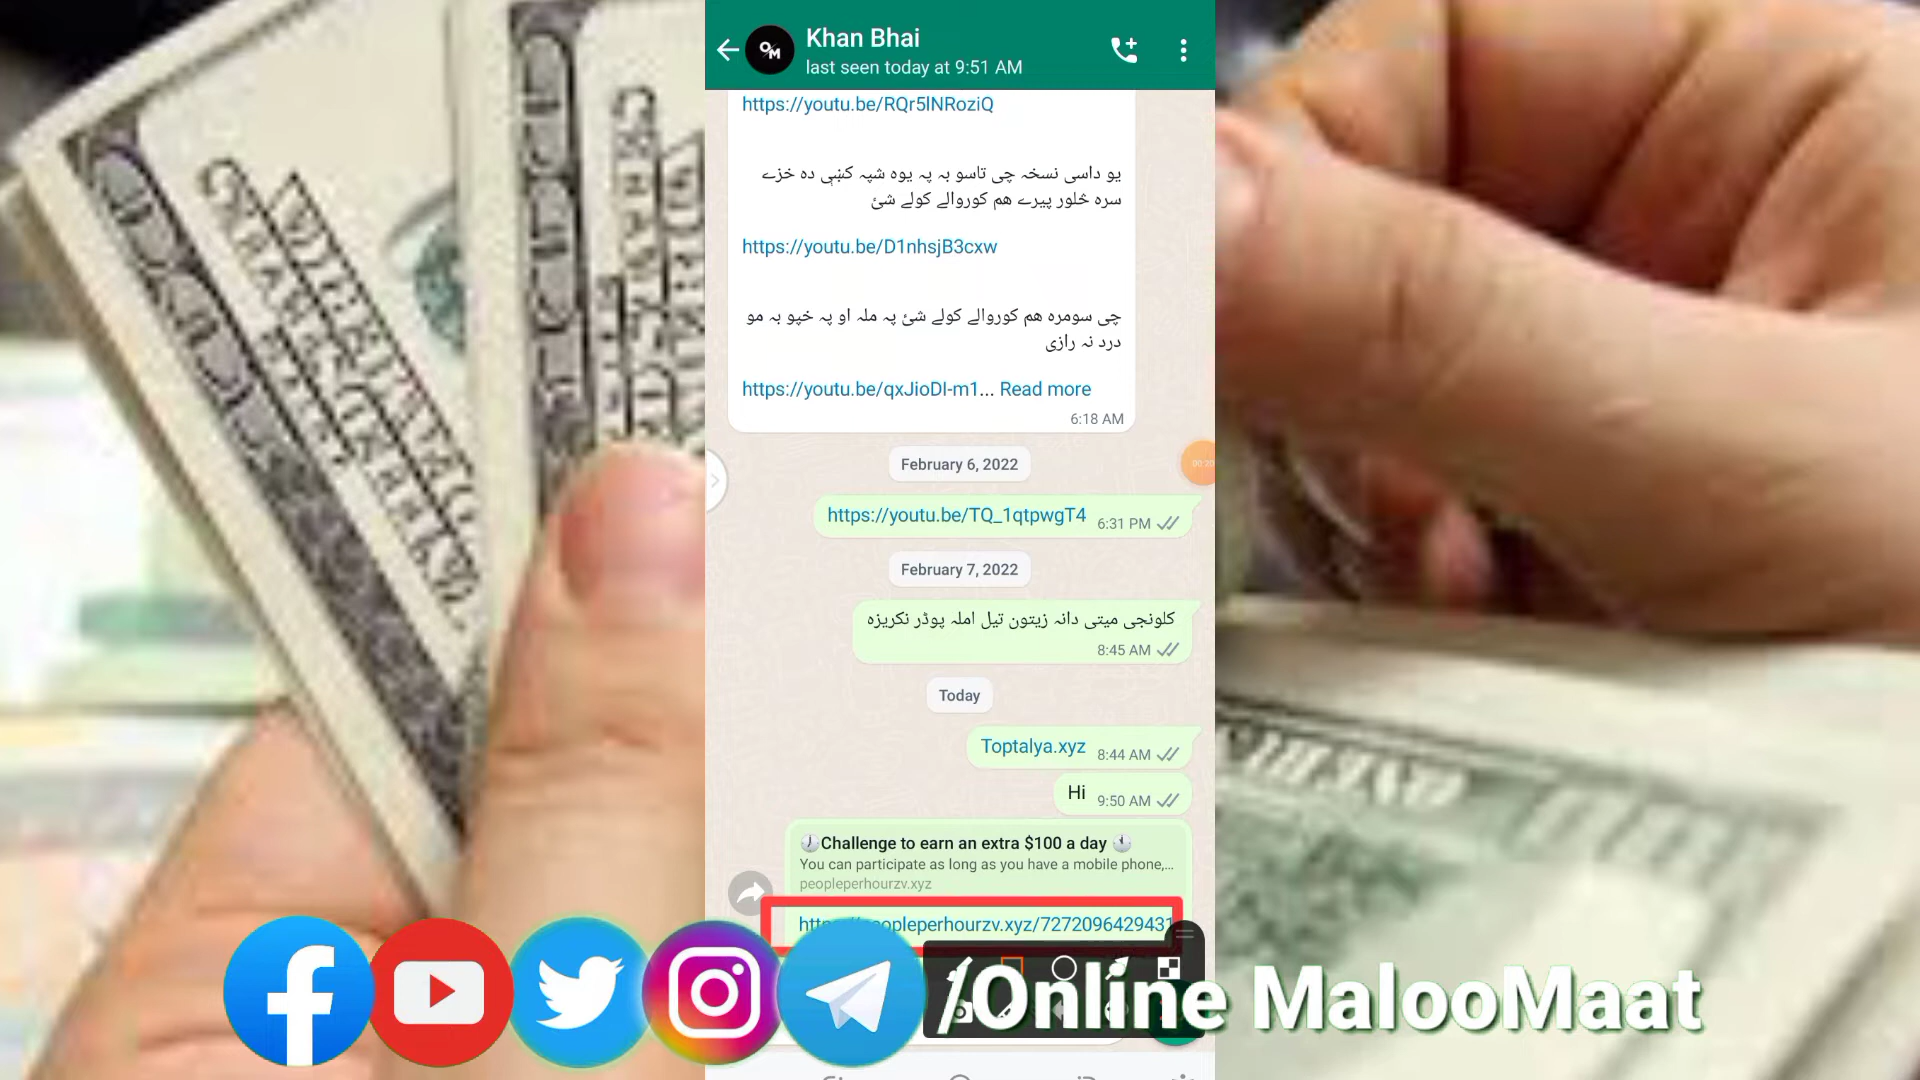 Khan Bhai
last seen today at 9:51 AM
https://youtu.be/RQr5lNRoziQ
یو داسی نسخہ چی تاسو بہ پہ یوہ شپہ کښې دہ خزے
سرہ څلور پیرے ھم کوروالے کولے شئ
https://youtu.be/D1nhsjB3cxw
چی سومرہ ھم کوروالے کولے شئ پہ ملہ او پہ خپو بہ مو
درد نہ رازی
https://youtu.be/qxJioDI-m1... Read more
6:18 AM
February 6, 2022
00:20
https://youtu.be/TQ_1qtpwgT4 6:31 PM
February 7, 2022
کلونجی میتی دانہ زیتون تیل املہ پوڈر نکریزہ
8:45 AM
Today
Toptalya.xyz 8:44 AM
Hi 9:50 AM
Challenge to earn an extra $100 a day
You can participate as long as you have a mobile phone,...
peopleperhourzv.xyz
peopleperhourzv.xyz/7272096429431
/Online MalooMaat